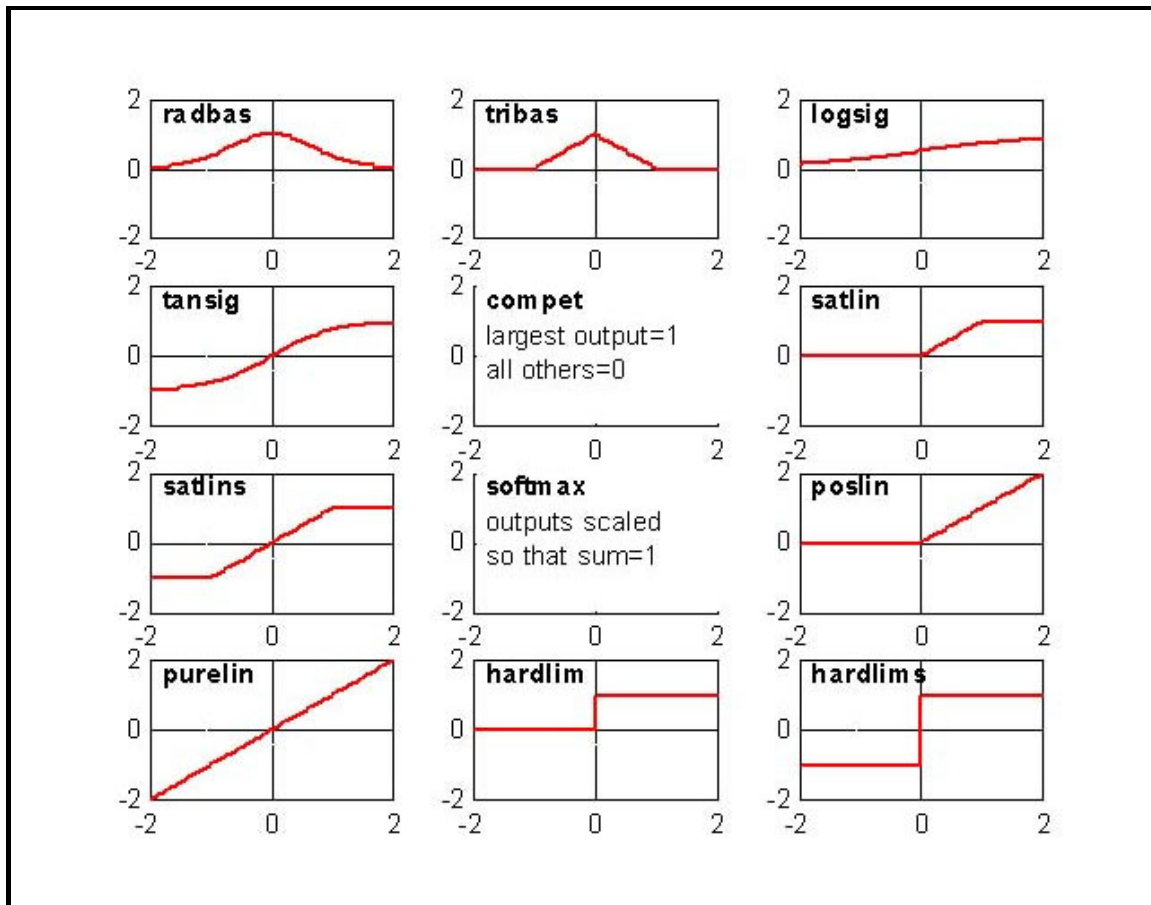 2 radbas
0
-2
-2 0 2
2 tribas
0
-2
-2 0 2
2 logsig
0
-2
-2 0 2
2 tansig
0
-2
-2 0 2
2 compet
largest output=1
0 all others=0
-2
-2 0 2
2 satlin
0
-2
-2 0 2
2 satlins
0
-2
-2 0 2
2 softmax
outputs scaled
0 so that sum=1
-2
-2 0 2
2 poslin
0
-2
-2 0 2
2 purelin
0
-2
-2 0 2
2 hardlim
0
-2
-2 0 2
2 hardlims
0
-2
-2 0 2